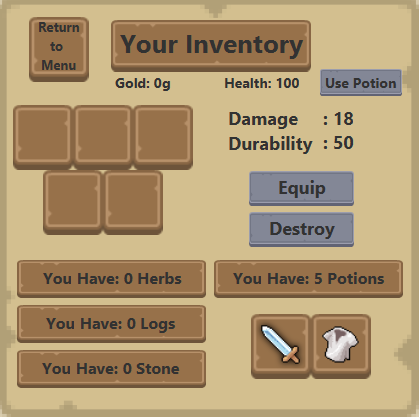 Return
to
Menu
Your Inventory
Gold: 0g
Health: 100
Use Potion
Damage : 18
Durability : 50
Equip
Destroy
You Have: 0 Herbs
You Have: 5 Potions
You Have: 0 Logs
You Have: 0 Stone